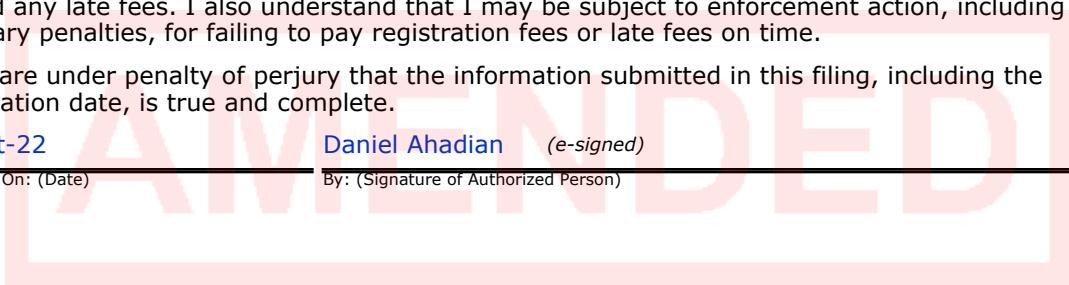 any late fees. I also understand that I may be subject to enforcement action, including
ary penalties, for failing to pay registration fees or late fees on time.
are under penalty of perjury that the information submitted in this filing, including the
ation date, is true and complete.
t-22 Daniel Ahadian (e-signed)
On: (Date) By: (Signature of Authorized Person)
AMENDED